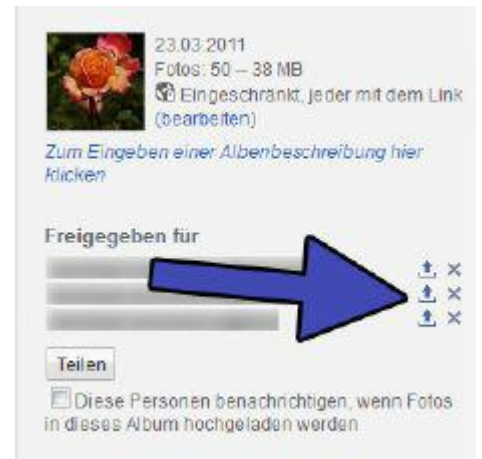 23.03.2011
Fotos: 50 – 38 MB
Eingeschränkt, jeder mit dem Link
(bearbeiten)
Zum Eingeben einer Albenbeschreibung hier
klicken
Freigegeben für
Teilen
Diese Personen benachrichtigen, wenn Fotos
in dieses Album hochgeladen werden